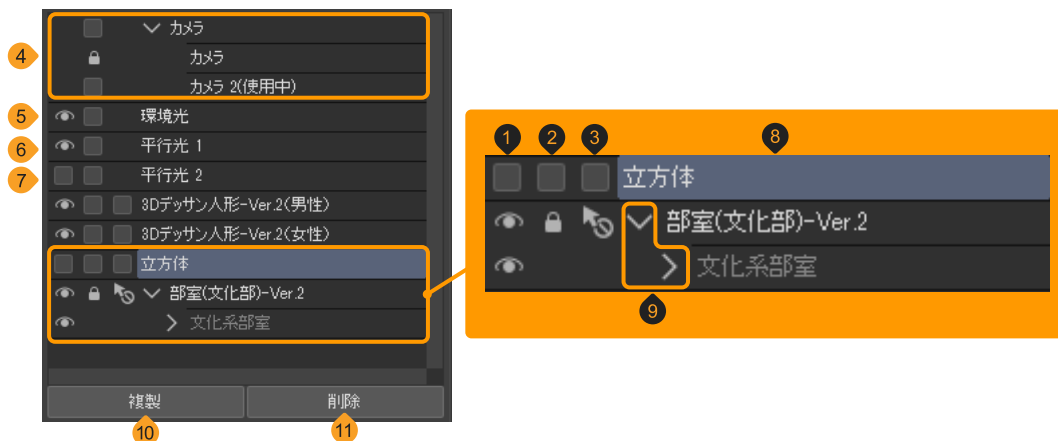 カメラ
4
カメラ
カメラ 2(使用中)
5
環境光
6
平行光 1
7
平行光 2
3Dデッサン人形-Ver.2(男性)
3Dデッサン人形-Ver.2(女性)
立方体
部室(文化部)-Ver.2
文化系部室
複製
削除
10
11
1
2
3
8
立方体
部室(文化部)-Ver.2
文化系部室
9